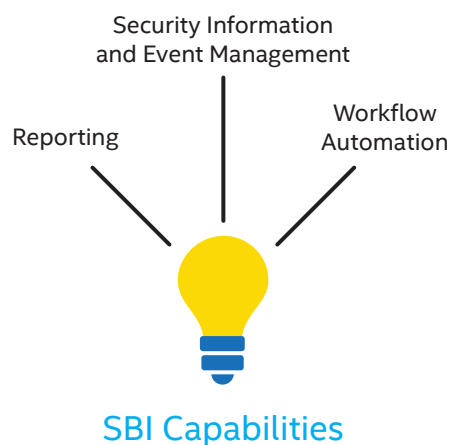 Security Information
and Event Management
Reporting
Workflow
Automation
SBI Capabilities